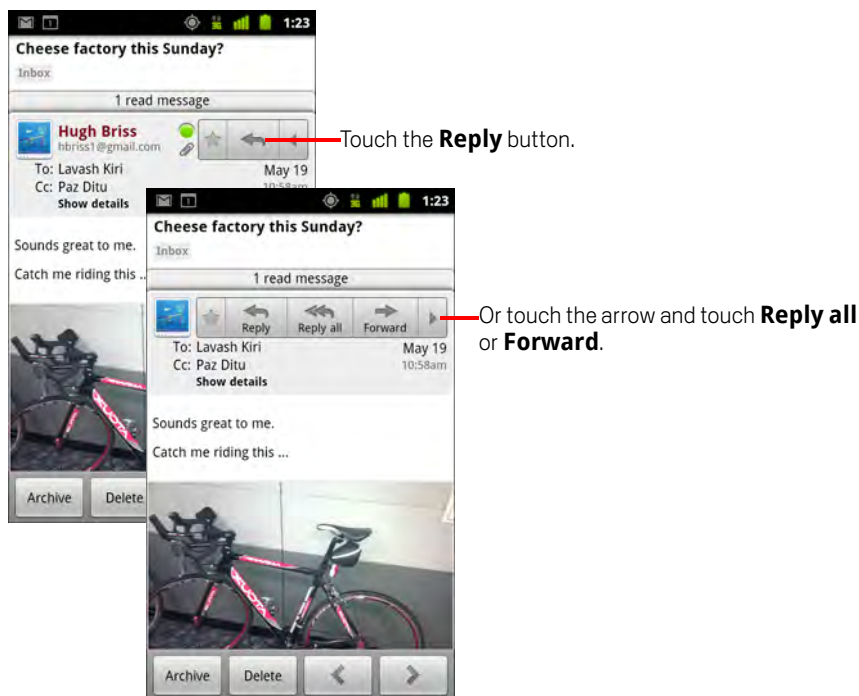 1:23
Cheese factory this Sunday?
Inbox
1 read message
Hugh Briss
hbriss1@gmail.com
To: Lavash Kiri
May 19
Cc: Paz Ditu
10:58am
Show details
Sounds great to me.
Catch me riding this ..
Archive
Delete
Touch the Reply button.
1:23
Cheese factory this Sunday?
Inbox
1 read message
Reply
Reply all
Forward
To: Lavash Kiri
May 19
Cc: Paz Ditu
10:58am
Show details
Sounds great to me.
Catch me riding this ...
Archive
Delete
Or touch the arrow and touch Reply all
or Forward.